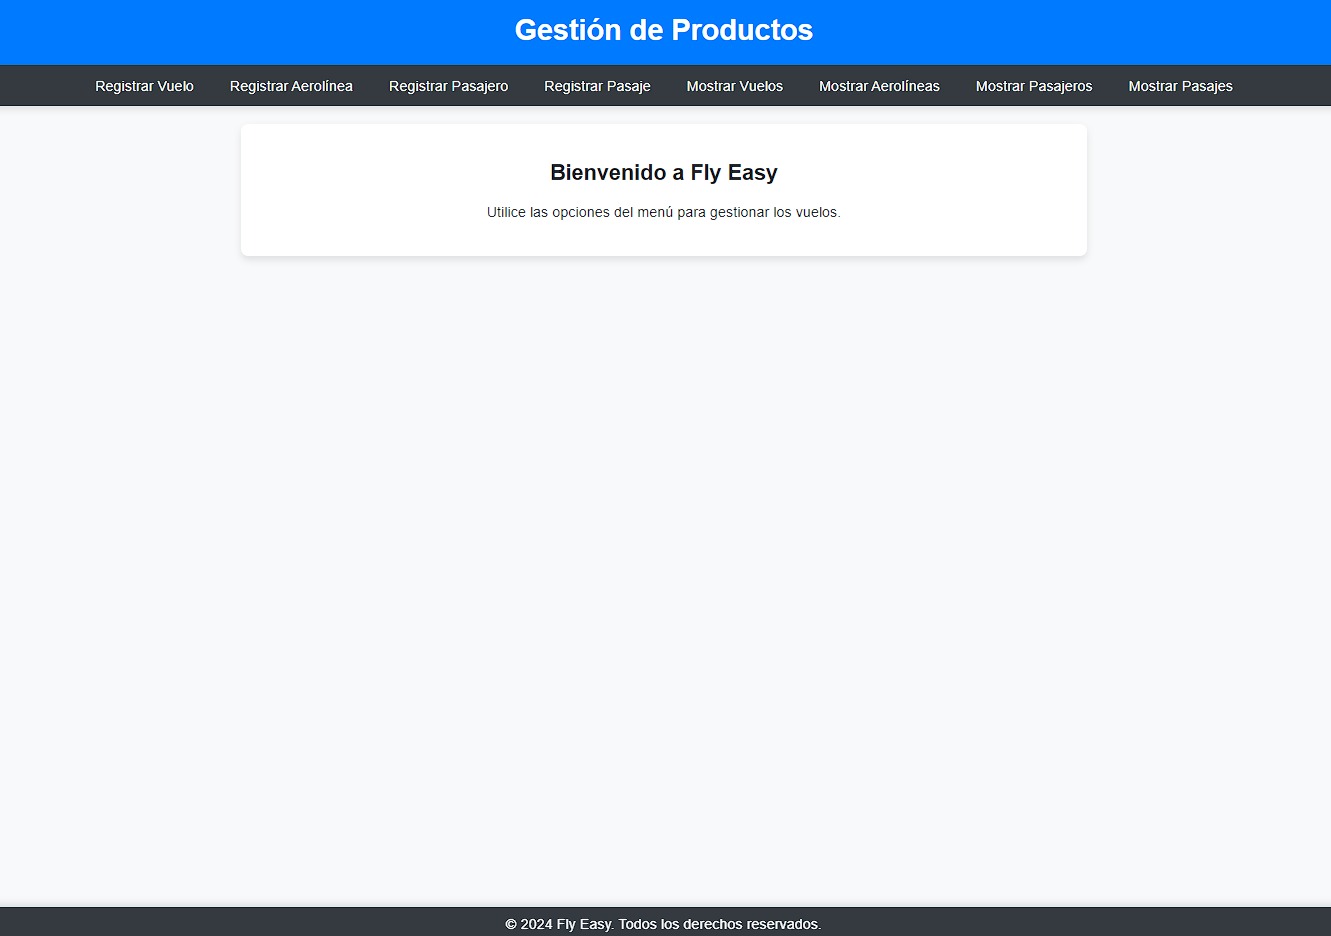 Gestión de Productos
Registrar Vuelo Registrar Aerolínea Registrar Pasajero Registrar Pasaje Mostrar Vuelos Mostrar Aerolíneas Mostrar Pasajeros Mostrar Pasajes
Bienvenido a Fly Easy
Utilice las opciones del menú para gestionar los vuelos.
© 2024 Fly Easy. Todos los derechos reservados.